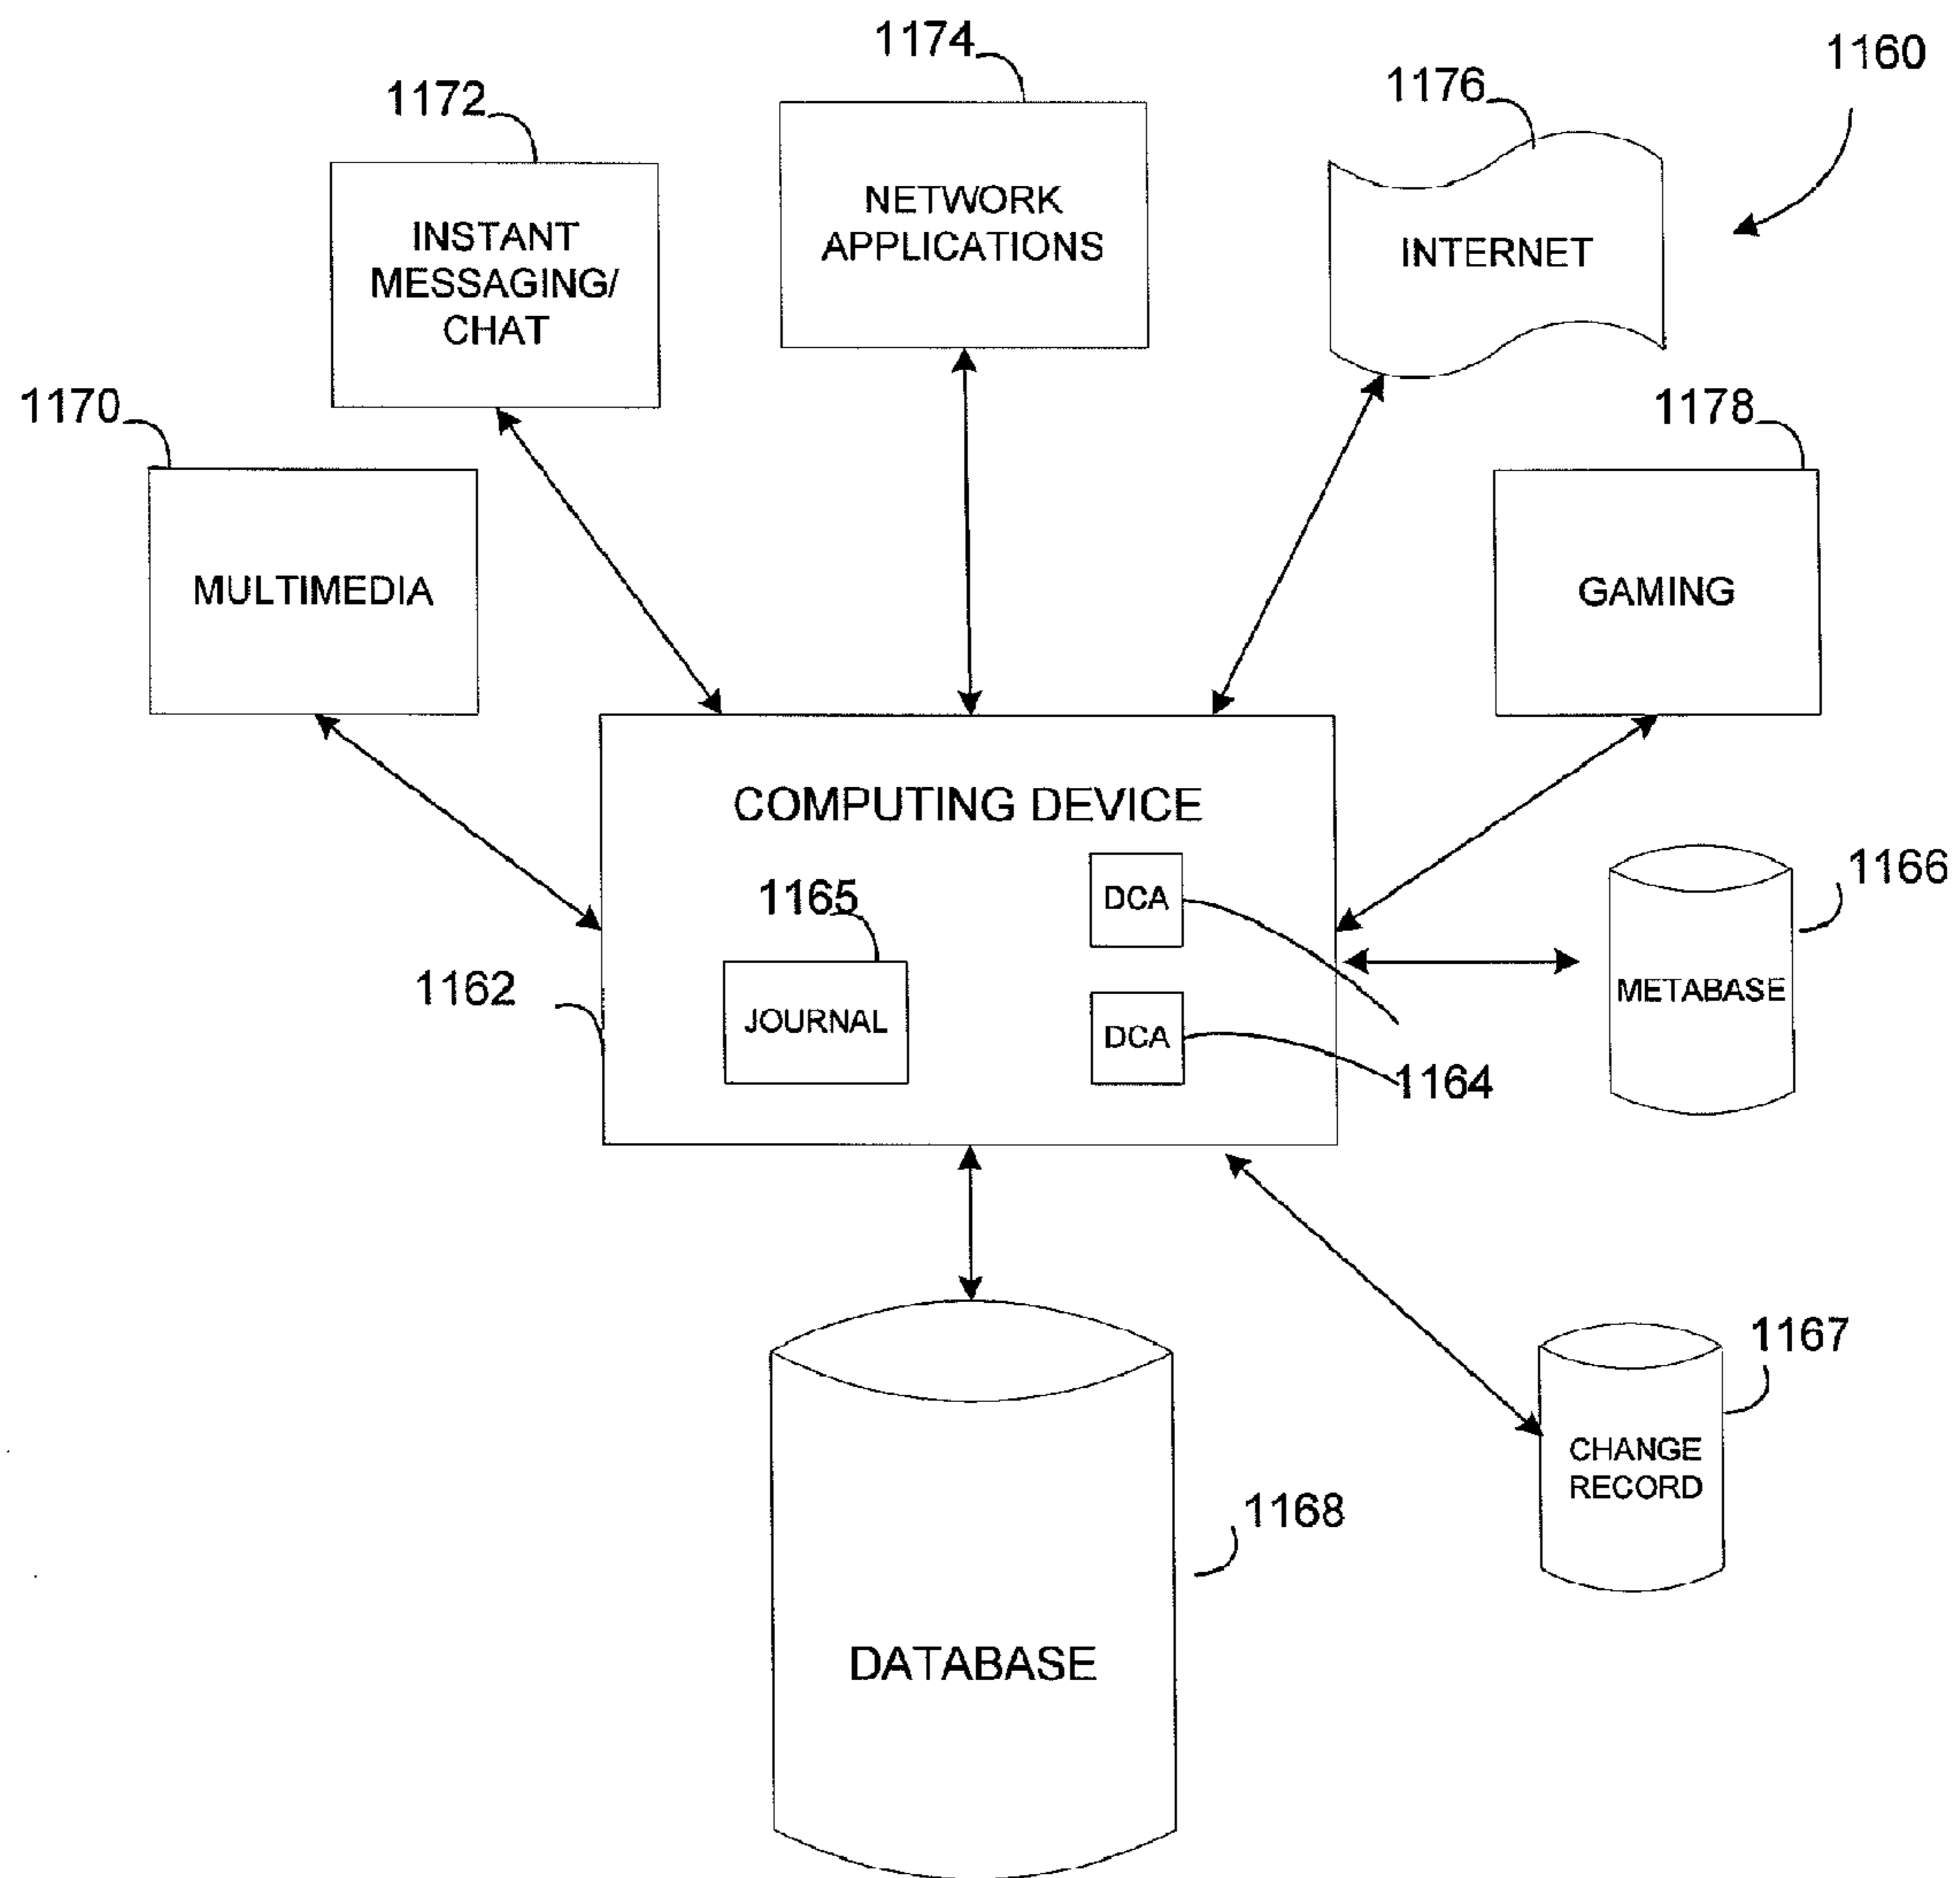 1174
1160
1176
1172
NETWORK
APPLICATIONS
INSTANT
MESSAGING/
CHAT
INTERNET
1170
1178
MULTIMEDIA
GAMING
COMPUTING DEVICE
1166
1165
DCA
1162
JOURNAL
DCA
METABASE
1164
1167
CHANGE
RECORD
1168
DATABASE